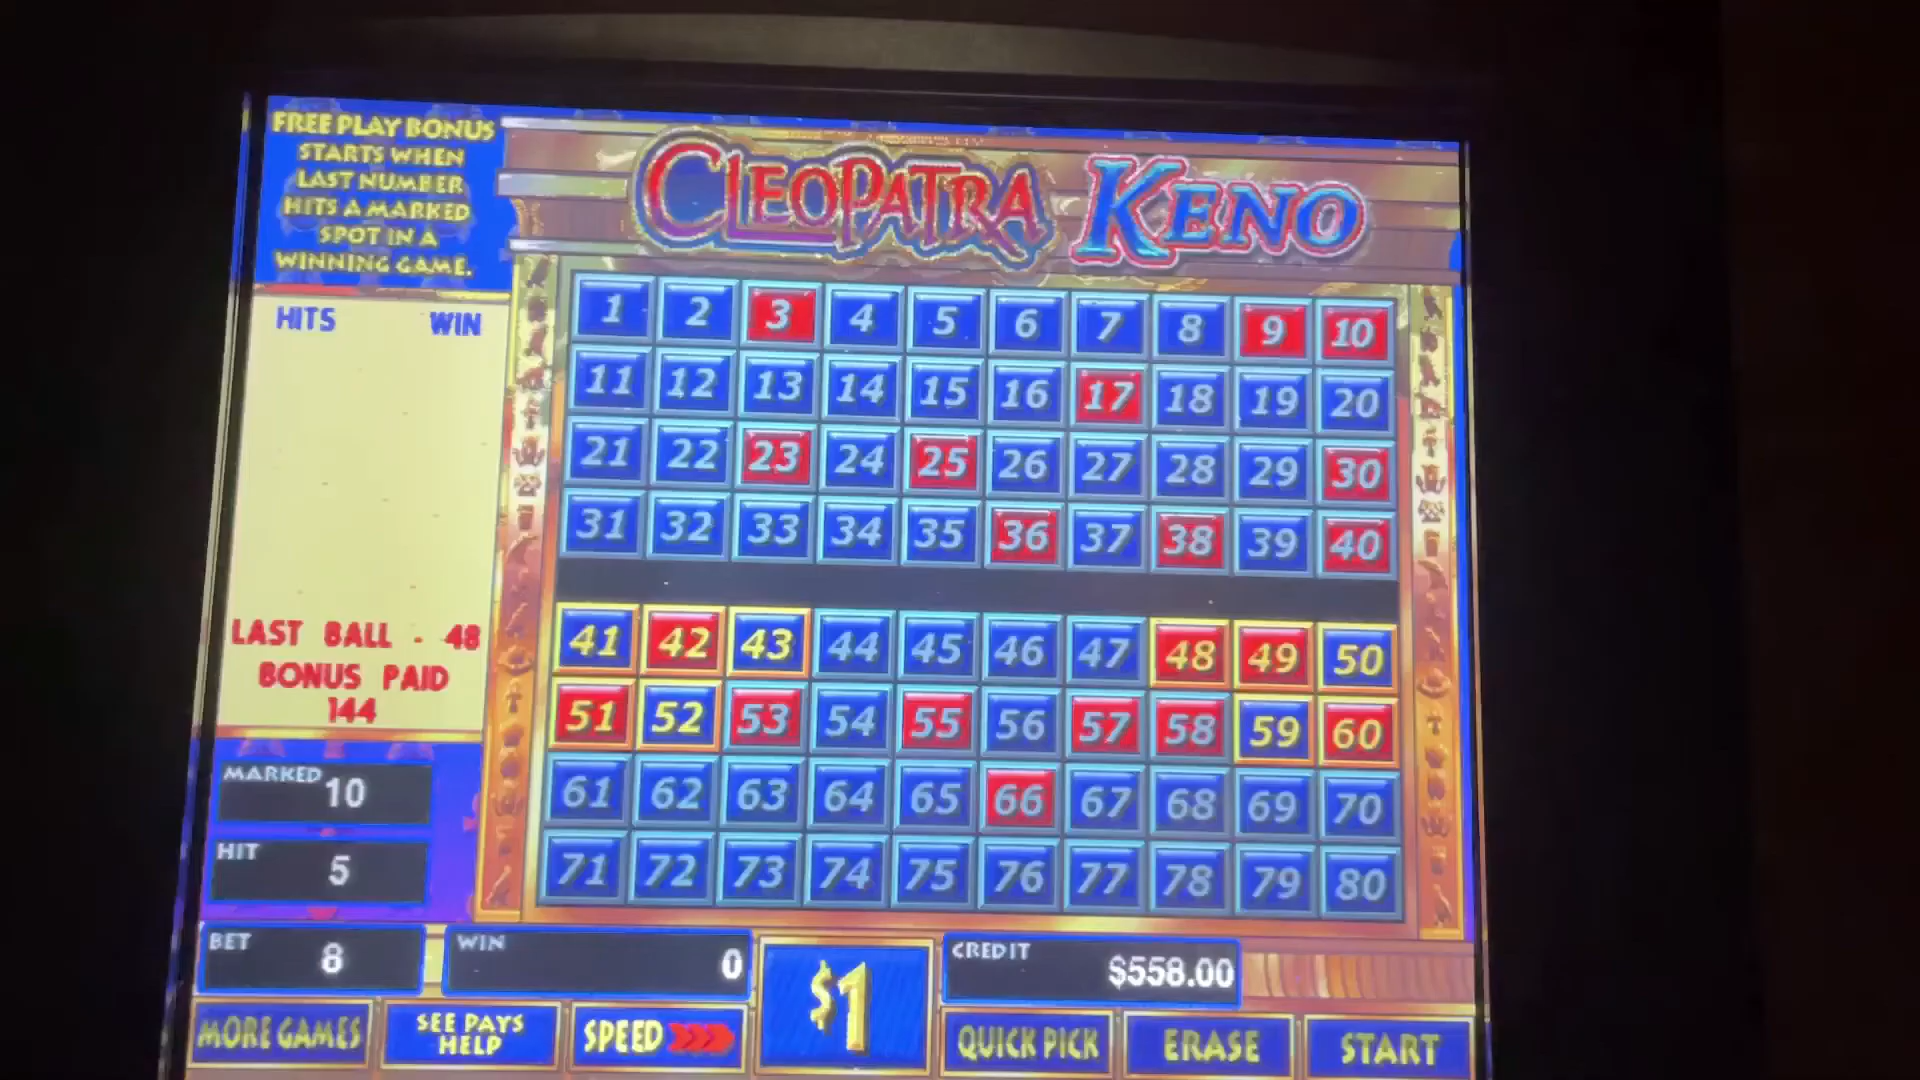 FREE PLAY BONUS
STARTS WHEN
LAST NUMBER
HITS A MARKED
SPOT IN A
WINNING GAME.
CLEOPATRA KENO
HITS WIN
1 2 3 4 5 6 7 8 9 10
11 12 13 14 15 16 17 18 19 20
21 22 23 24 25 26 27 28 29 30
31 32 33 34 35 36 37 38 39 40
41 42 43 44 45 46 47 48 49 50
51 52 53 54 55 56 57 58 59 60
61 62 63 64 65 66 67 68 69 70
71 72 73 74 75 76 77 78 79 80
LAST BALL - 48
BONUS PAID
144
MARKED 10
HIT 5
BET 8 WIN 0 $1 CREDIT $558.00
MORE GAMES
SEE PAYS
HELP
SPEED
QUICK PICK
ERASE
START